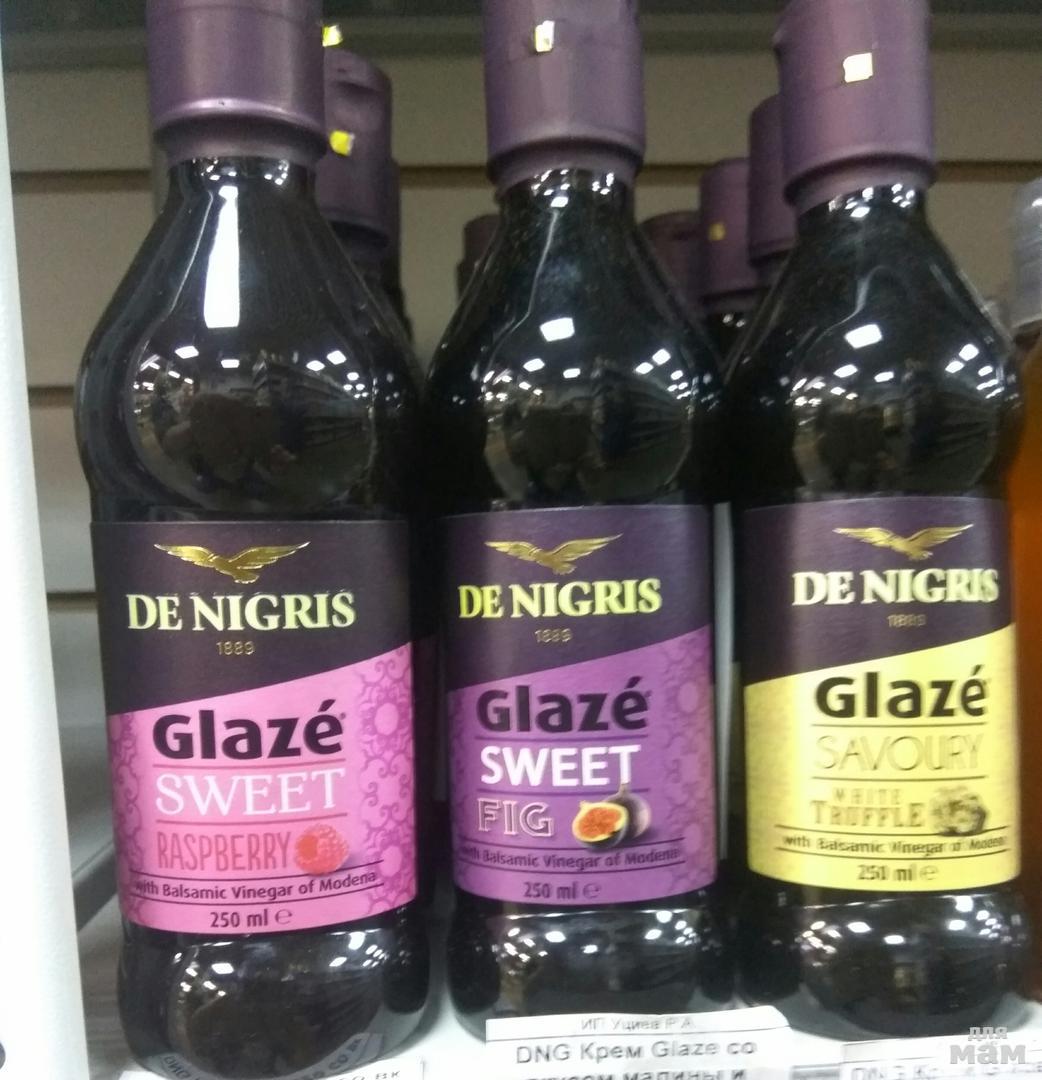 DE NIGRIS
1889
Glazé
SWEET
RASPBERRY
with Balsamic Vinegar of Modena
250 ml e
DE NIGRIS
1889
Glazé
SWEET
FIG
with Balsamic Vinegar of Modena
250 ml e
DE NIGRIS
1889
Glazé
SAVOURY
WHITE
TRUFFLE
with Balsamic Vinegar of Modena
250 ml e
ИП Уциев Р.А.
DNG Крем Glaze со
вкусом малины и
для
мам